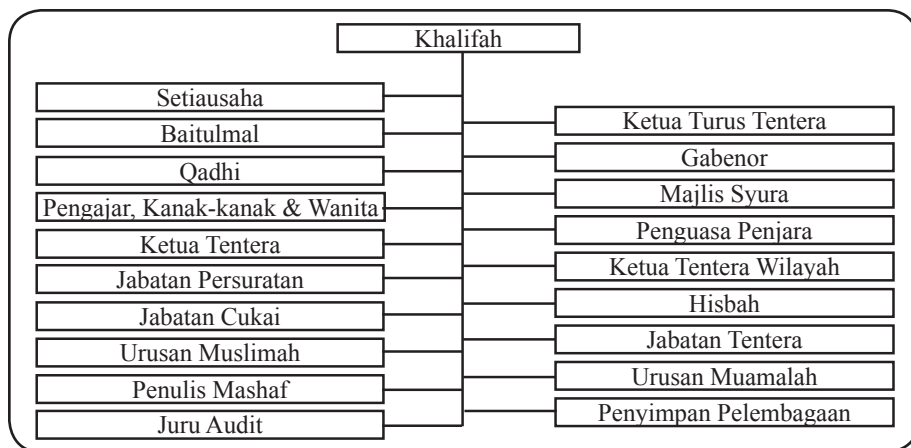 Khalifah
Setiausaha
Baitulmal
Qadhi
Pengajar, Kanak-kanak & Wanita
Ketua Tentera
Jabatan Persuratan
Jabatan Cukai
Urusan Muslimah
Penulis Mashaf
Juru Audit
Ketua Turus Tentera
Gabenor
Majlis Syura
Penguasa Penjara
Ketua Tentera Wilayah
Hisbah
Jabatan Tentera
Urusan Muamalah
Penyimpan Pelembagaan